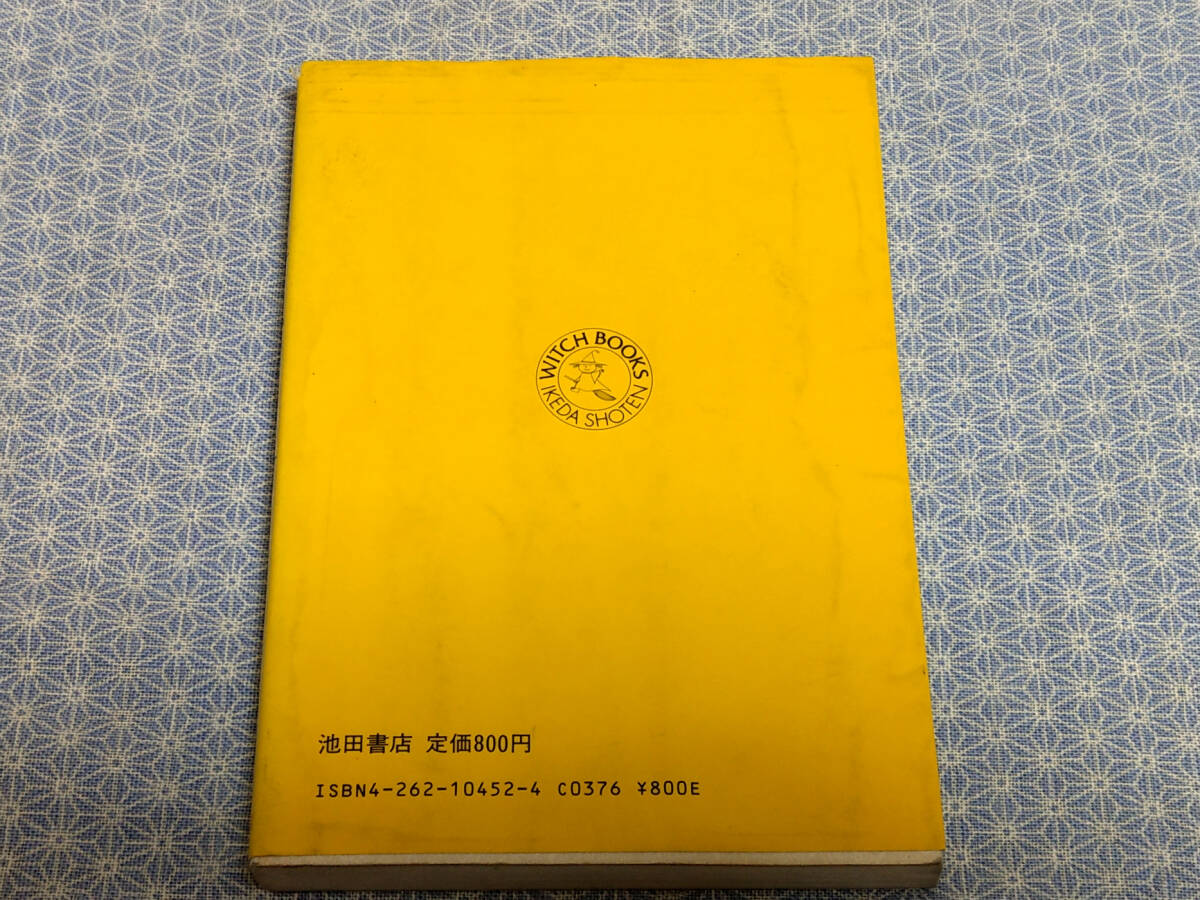 WITCH BOOKS
IKEDA SHOTEN
池田書店 定価800円
ISBN4-262-10452-4 C0376 ¥800E